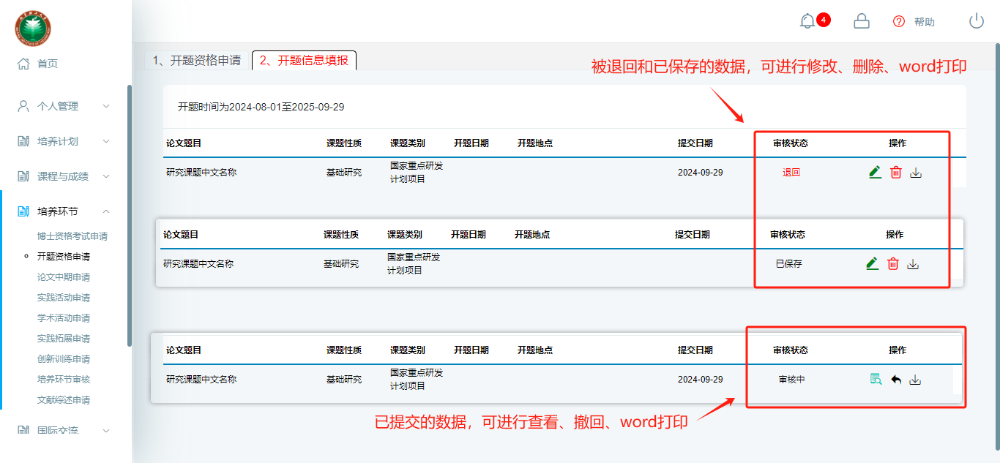 4
帮助
首页
个人管理
培养计划
课程与成绩
培养环节
博士资格考试申请
开题资格申请
论文中期申请
实践活动申请
学术活动申请
实践拓展申请
创新训练申请
培养环节审核
文献综述申请
国际交流
1、开题资格申请 2、开题信息填报
被退回和已保存的数据，可进行修改、删除、word打印
开题时间为2024-08-01至2025-09-29
论文题目 课题性质 课题类别 开题日期 开题地点 提交日期 审核状态 操作
研究课题中文名称 基础研究 国家重点研发 2024-09-29 退回
计划项目
论文题目 课题性质 课题类别 开题日期 开题地点 提交日期 审核状态 操作
研究课题中文名称 基础研究 国家重点研发 已保存
计划项目
论文题目 课题性质 课题类别 开题日期 开题地点 提交日期 审核状态 操作
研究课题中文名称 基础研究 国家重点研发 2024-09-29 审核中
计划项目
已提交的数据，可进行查看、撤回、word打印